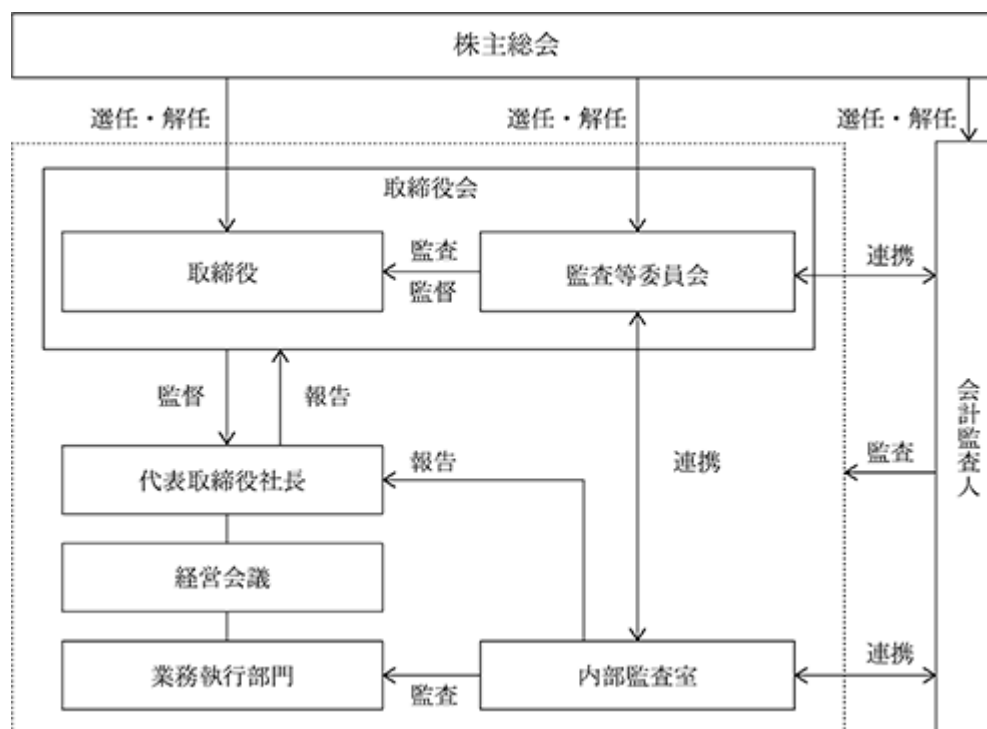 株主総会
選任・解任
選任・解任
選任・解任
取締役会
取締役
監査
監督
監査等委員会
連携
監督
報告
会計監査人
代表取締役社長
報告
連携
監査
経営会議
業務執行部門
監査
内部監査室
連携